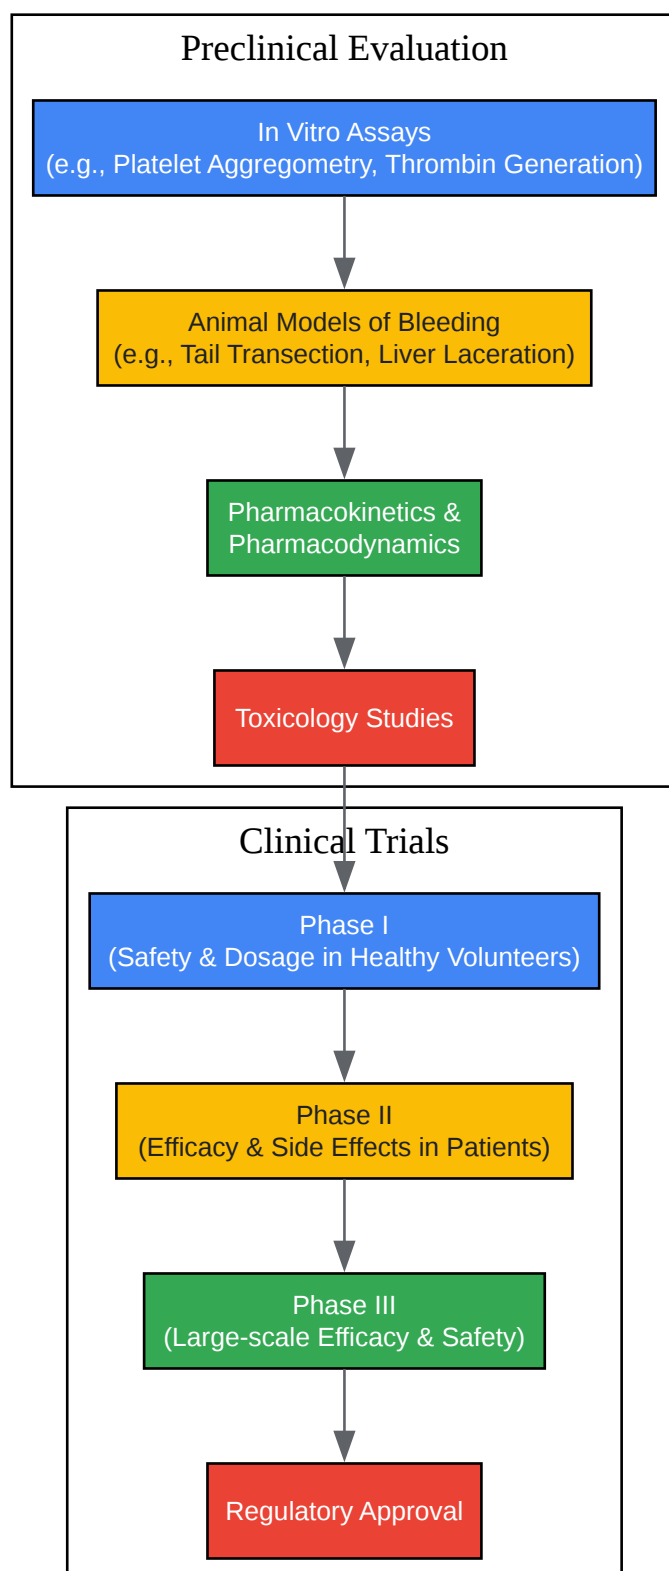 Preclinical Evaluation
In Vitro Assays
(e.g., Platelet Aggregometry, Thrombin Generation)
Animal Models of Bleeding
(e.g., Tail Transection, Liver Laceration)
Pharmacokinetics &
Pharmacodynamics
Toxicology Studies
Clinical Trials
Phase I
(Safety & Dosage in Healthy Volunteers)
Phase II
(Efficacy & Side Effects in Patients)
Phase III
(Large-scale Efficacy & Safety)
Regulatory Approval